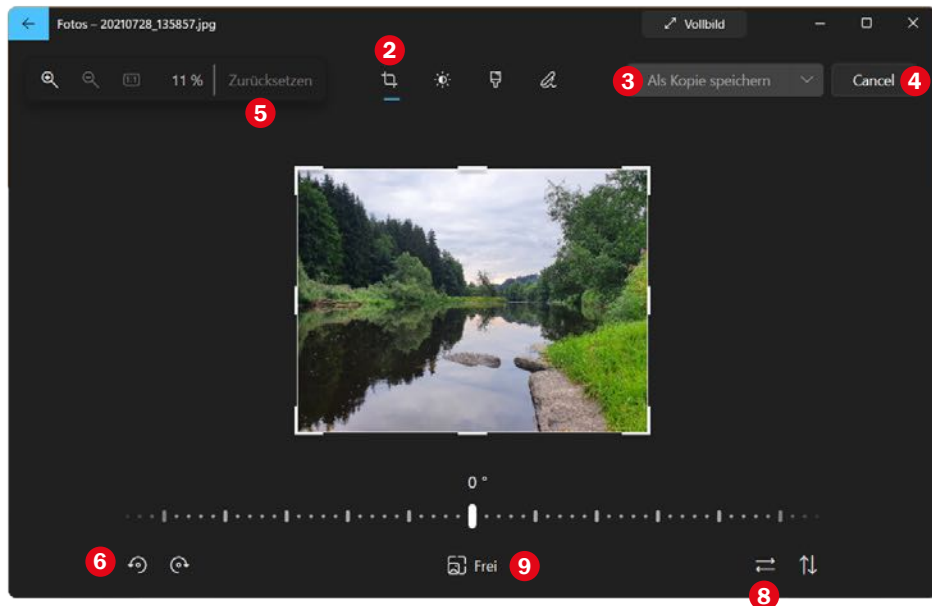 Fotos – 20210728_135857.jpg
Vollbild
2
11 %
Zurücksetzen
3
Als Kopie speichern
Cancel
4
5
0 °
6
Frei
9
8